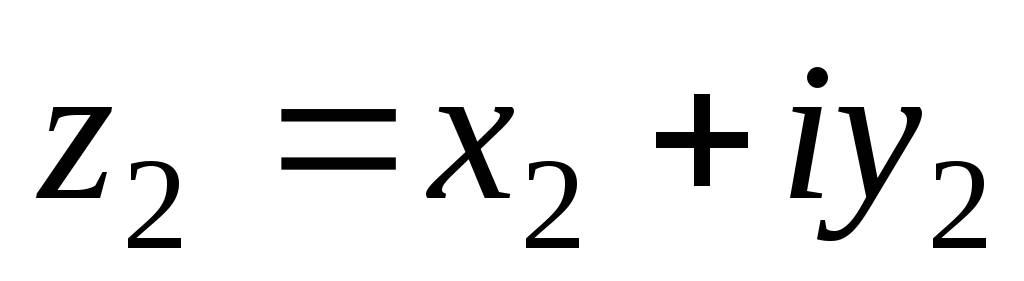 z₂ = x₂ + iy₂